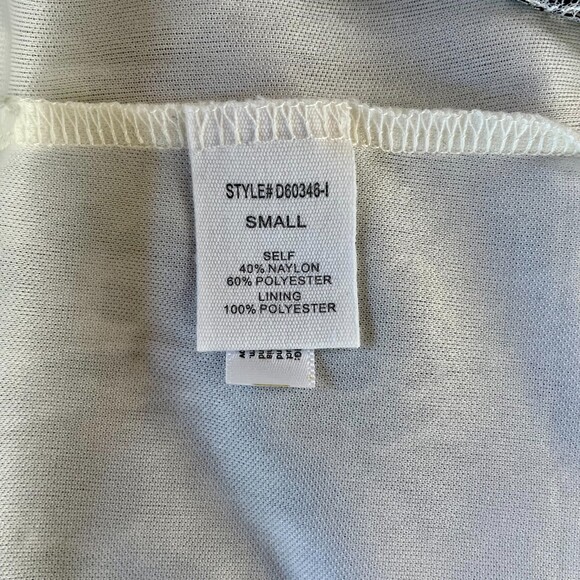 STYLE# D60346-I
SMALL
SELF
40% NAYLON
60% POLYESTER
LINING
100% POLYESTER